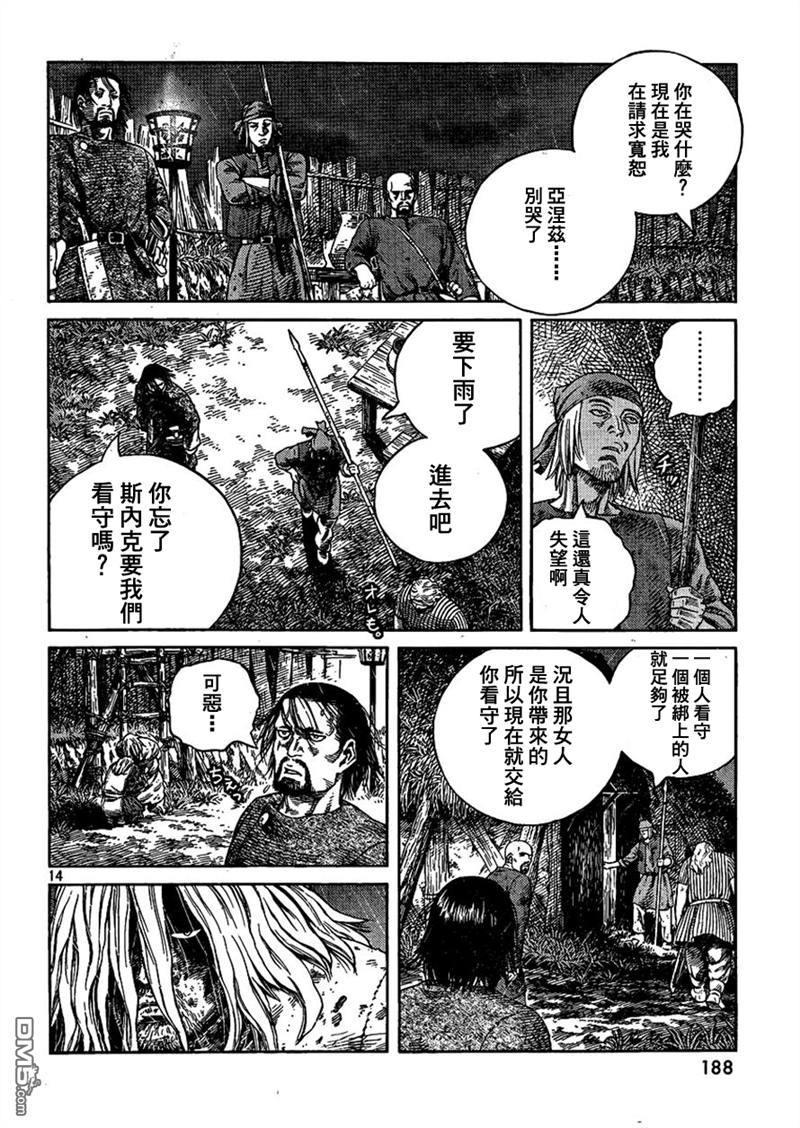 你在哭什麼?
現在是我
在請求寬恕
亞涅茲……
別哭了
………
チッ
這還真令人
失望啊
要下雨了
進去吧
你忘了
斯內克要我們
看守嗎?
オレも。
一個人看守
一個被綁上的人
就足夠了
況且那女人
是你帶來的
所以現在就交給
你看守了
可惡…
14
188
DM5.com